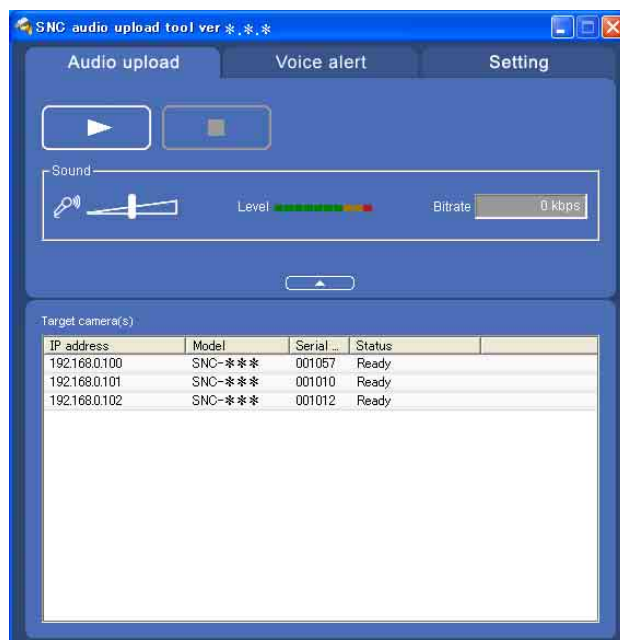 SNC audio upload tool ver *.*.*
Audio upload Voice alert Setting
Sound
Level Bitrate 0 kbps
Target camera(s)
IP address Model Serial ... Status
192.168.0.100 SNC-*** 001057 Ready
192.168.0.101 SNC-*** 001010 Ready
192.168.0.102 SNC-*** 001012 Ready